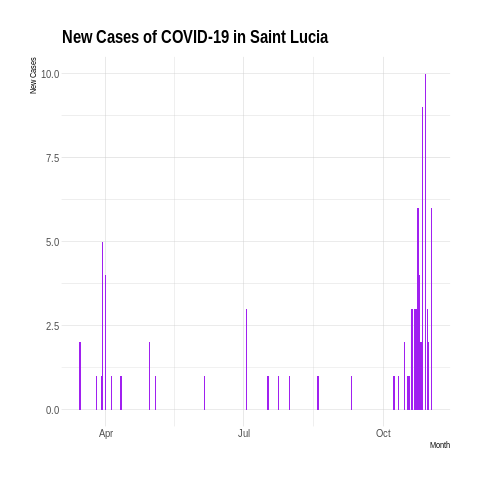 New Cases of COVID-19 in Saint Lucia
New Cases
10.0
7.5
5.0
2.5
0.0
Apr Jul Oct
Month